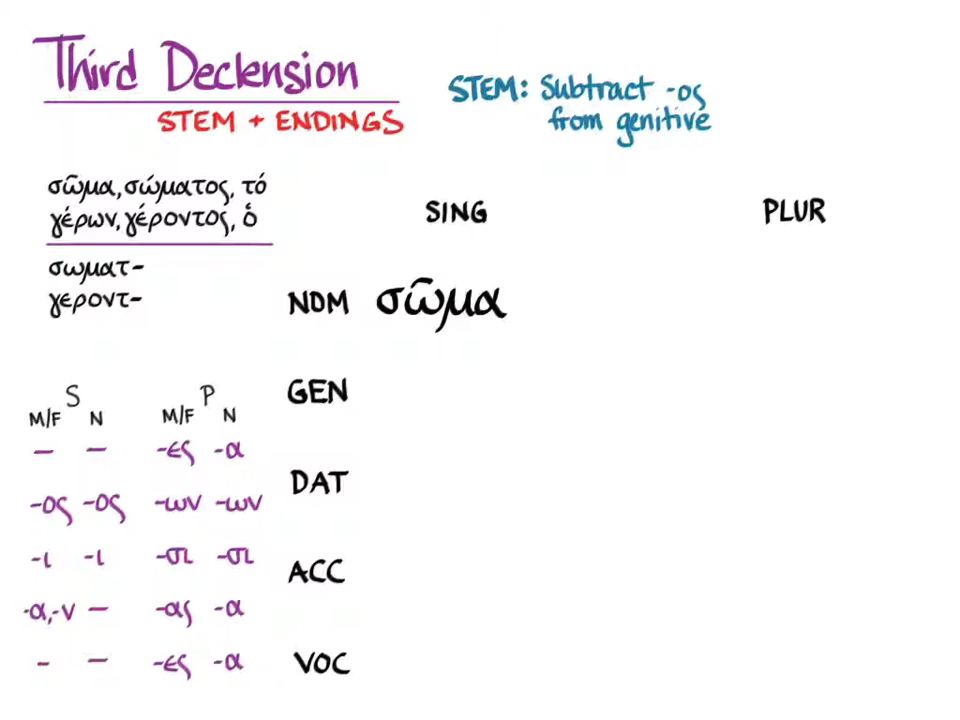 Third Declension
STEM + ENDINGS
STEM: Subtract -ος
from genitive
σῶμα, σώματος, τό
γέρων, γέροντος, ὁ
σωματ-
γεροντ-
SING PLUR
NOM σῶμα
GEN
DAT
ACC
VOC
S P
M/F N M/F N
— — -ες -α
-ος -ος -ων -ων
-ι -ι -σι -σι
-α,-ν — -ας -α
- — -ες -α